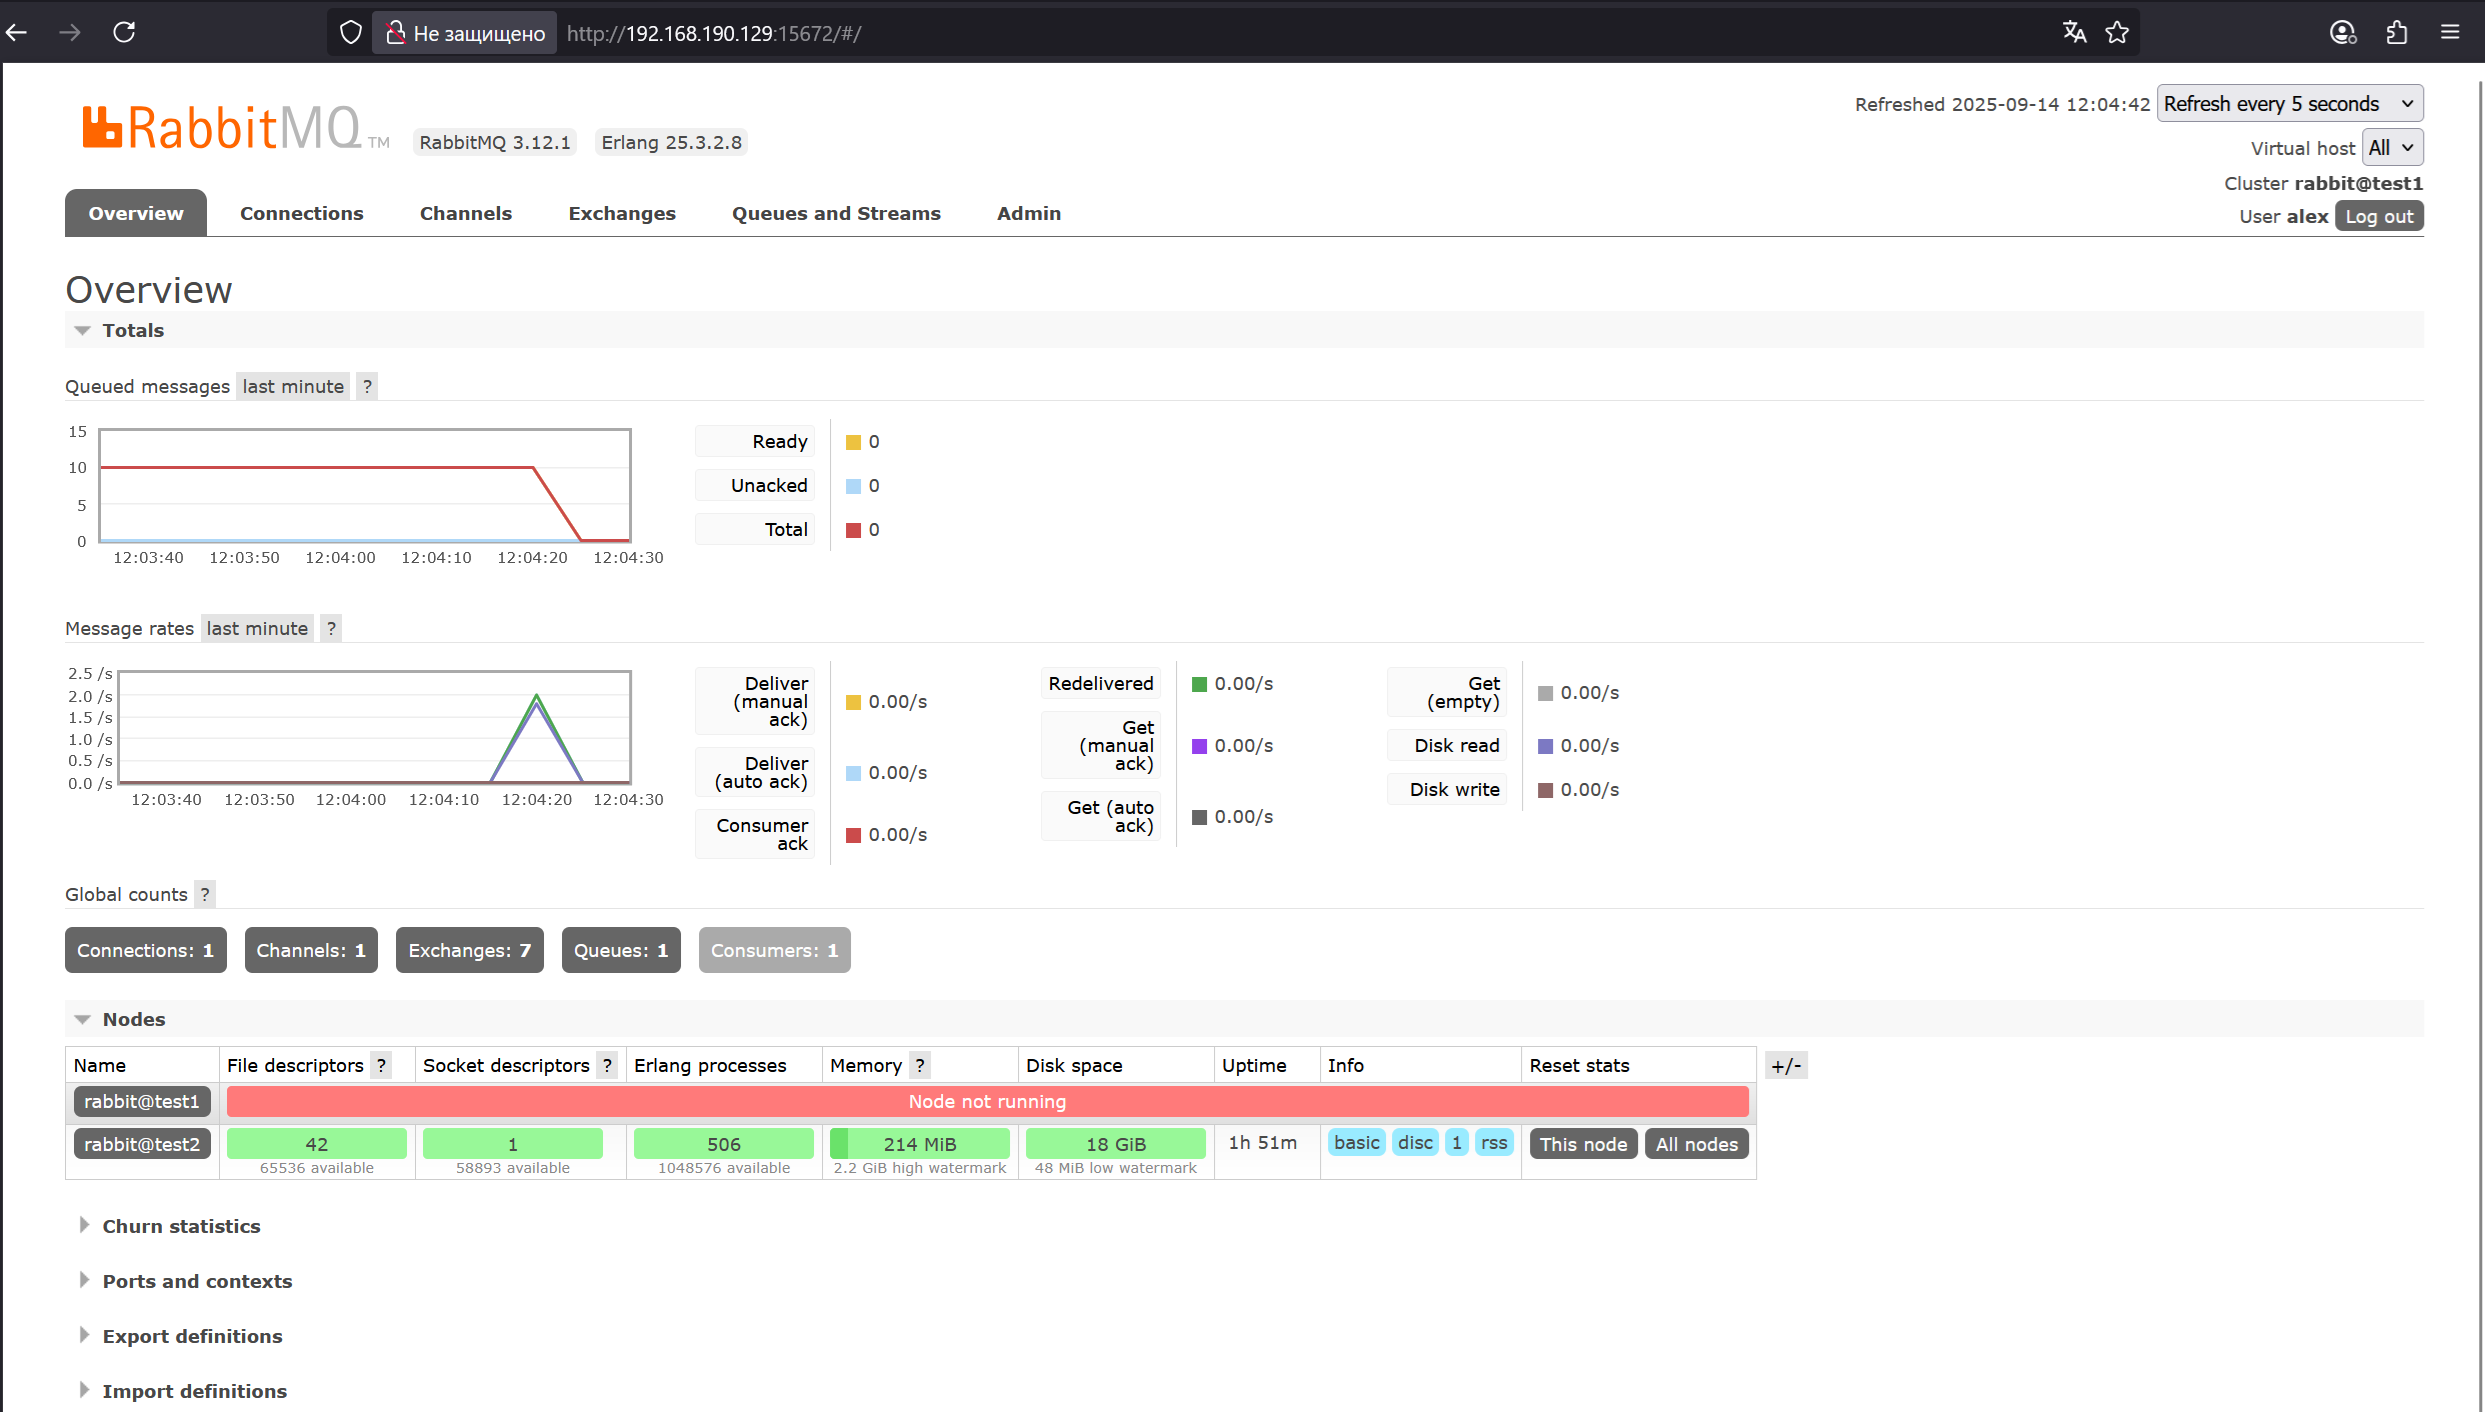 Не защищено http://192.168.190.129:15672/#/
RabbitMQ TM RabbitMQ 3.12.1 Erlang 25.3.2.8
Refreshed 2025-09-14 12:04:42 Refresh every 5 seconds
Virtual host All
Cluster rabbit@test1
User alex Log out
Overview Connections Channels Exchanges Queues and Streams Admin
Overview
Totals
Queued messages last minute ?
15
10
5
0
12:03:40 12:03:50 12:04:00 12:04:10 12:04:20 12:04:30
Ready 0
Unacked 0
Total 0
Message rates last minute ?
2.5 /s
2.0 /s
1.5 /s
1.0 /s
0.5 /s
0.0 /s
12:03:40 12:03:50 12:04:00 12:04:10 12:04:20 12:04:30
Deliver
(manual
ack) 0.00/s
Deliver
(auto ack) 0.00/s
Consumer
ack 0.00/s
Redelivered 0.00/s
Get
(manual
ack) 0.00/s
Get (auto
ack) 0.00/s
Get
(empty) 0.00/s
Disk read 0.00/s
Disk write 0.00/s
Global counts ?
Connections: 1 Channels: 1 Exchanges: 7 Queues: 1 Consumers: 1
Nodes
Name File descriptors ? Socket descriptors ? Erlang processes Memory ? Disk space Uptime Info Reset stats +/-
rabbit@test1 Node not running
rabbit@test2 42 1 506 214 MiB 18 GiB 1h 51m basic disc 1 rss This node All nodes
65536 available 58893 available 1048576 available 2.2 GiB high watermark 48 MiB low watermark
Churn statistics
Ports and contexts
Export definitions
Import definitions